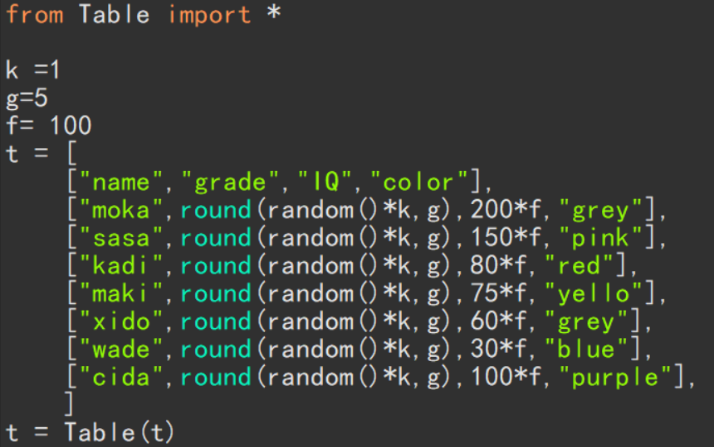 from Table import *
k =1
g=5
f= 100
t = [
["name","grade","IQ","color"],
["moka",round(random()*k,g),200*f,"grey"],
["sasa",round(random()*k,g),150*f,"pink"],
["kadi",round(random()*k,g),80*f,"red"],
["maki",round(random()*k,g),75*f,"yello"],
["xido",round(random()*k,g),60*f,"grey"],
["wade",round(random()*k,g),30*f,"blue"],
["cida",round(random()*k,g),100*f,"purple"],
]
t = Table(t)